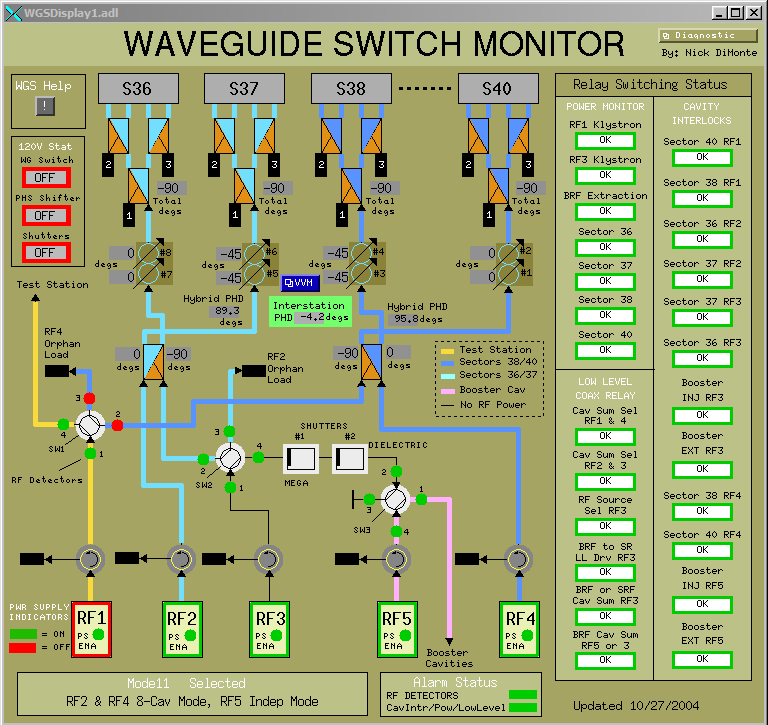 WGSDisplay1.adl
WAVEGUIDE SWITCH MONITOR
Diagnostic
By: Nick DiMonte
WGS Help
!
120V Stat
WG Switch
OFF
PHS Shifter
OFF
Shutters
OFF
S36
S37
S38
S40
2
3
2
3
2
3
2
3
1
-90
Total
degs
1
-90
Total
degs
1
-90
Total
degs
1
-90
Total
degs
0
degs
0
#8
#7
-45
degs
-45
#6
#5
-45
degs
-45
#4
#3
0
degs
0
#2
#1
VVM
Test Station
Hybrid PHD
89.3
degs
Interstation
PHD -4.2 degs
Hybrid PHD
95.8 degs
RF4
Orphan
Load
0
-90
degs
RF2
Orphan
Load
-90
0
degs
Test Station
Sectors 38/40
Sectors 36/37
Booster Cav
No RF Power
3
2
4
SW1
1
RF Detectors
3
2
4
SW2
1
SHUTTERS
#1
#2
MEGA
DIELECTRIC
2
3
1
SW3
4
PWR SUPPLY
INDICATORS
= ON
= OFF
RF1
PS
ENA
RF2
PS
ENA
RF3
PS
ENA
RF5
PS
ENA
RF4
PS
ENA
Booster
Cavities
Mode11 Selected
RF2 & RF4 8-Cav Mode, RF5 Indep Mode
Alarm Status
RF DETECTORS
CavIntr/Pow/LowLevel
Relay Switching Status
POWER MONITOR
RF1 Klystron
OK
RF3 Klystron
OK
BRF Extraction
OK
Sector 36
OK
Sector 37
OK
Sector 38
OK
Sector 40
OK
LOW LEVEL
COAX RELAY
Cav Sum Sel
RF1 & 4
OK
Cav Sum Sel
RF2 & 3
OK
RF Source
Sel RF3
OK
BRF to SR
LL Drv RF3
OK
BRF or SRF
Cav Sum RF3
OK
BRF Cav Sum
RF5 or 3
OK
CAVITY
INTERLOCKS
Sector 40 RF1
OK
Sector 38 RF1
OK
Sector 36 RF2
OK
Sector 37 RF2
OK
Sector 37 RF3
OK
Sector 36 RF3
OK
Booster
INJ RF3
OK
Booster
EXT RF3
OK
Sector 38 RF4
OK
Sector 40 RF4
OK
Booster
INJ RF5
OK
Booster
EXT RF5
OK
Updated 10/27/2004